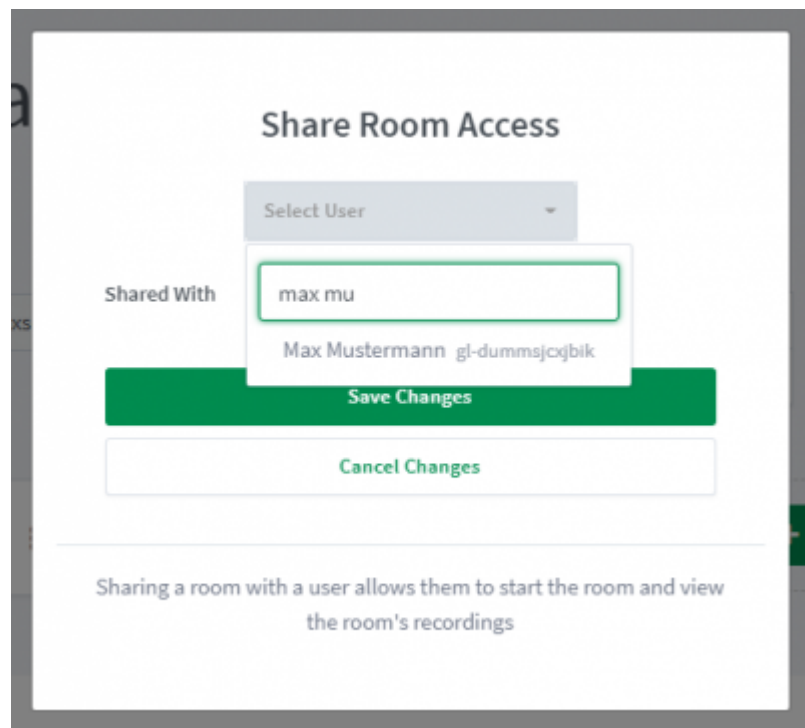 Share Room Access
Select User
Shared With
max mu
Max Mustermann gl-dummsjcxjbik
Save Changes
Cancel Changes
Sharing a room with a user allows them to start the room and view
the room's recordings